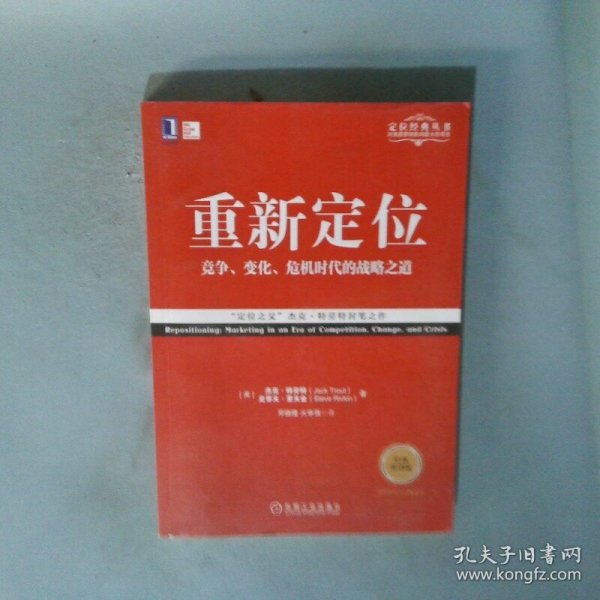 定位经典丛书
重新定位
竞争、变化、危机时代的战略之道
“定位之父”杰克·特劳特封笔之作
Repositioning: Marketing in an Era of Competition, Change, and Crisis
[美] 杰克·特劳特(Jack Trout)
史蒂夫·里夫金(Steve Rivkin) 著
机械工业出版社
孔夫子旧书网
www.kongfz.com